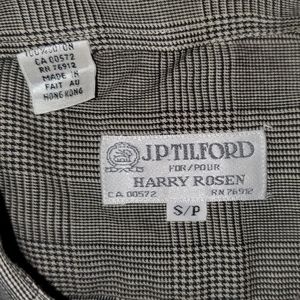 100% COTTON
CA 00572
RN 76912
MADE IN
FAIT AU
HONG KONG
J.P.TILFORD
FOR/POUR
HARRY ROSEN
CA 00572 RN 76912
S/P